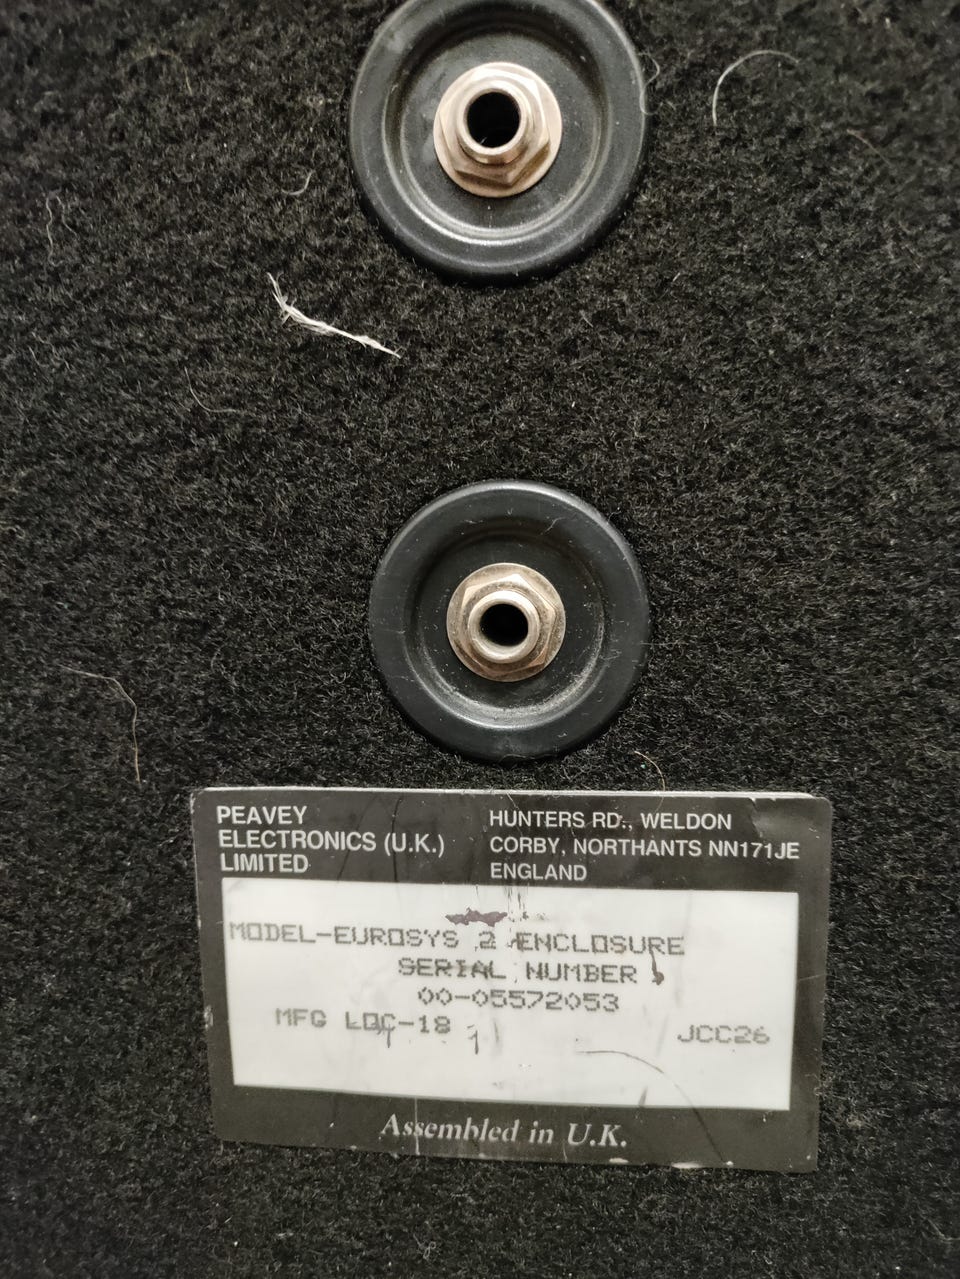 PEAVEY
ELECTRONICS (U.K.)
LIMITED
HUNTERS RD., WELDON
CORBY, NORTHANTS NN171JE
ENGLAND
MODEL-EUROSYS 2 ENCLOSURE
SERIAL NUMBER
00-05572053
MFG LOC-18
JCC26
Assembled in U.K.